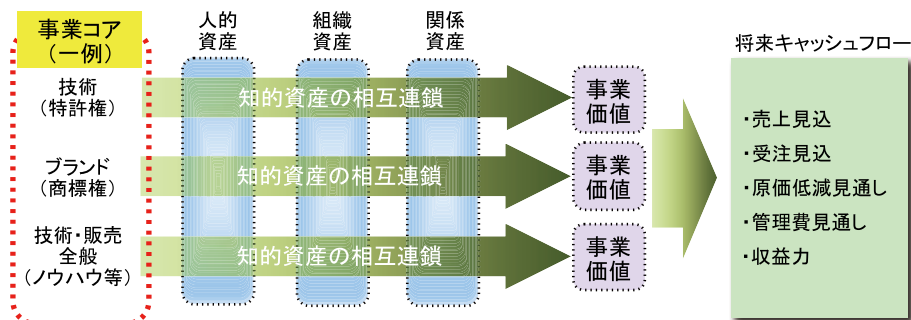 事業コア
（一例）
人的
資産
組織
資産
関係
資産
将来キャッシュフロー
技術
（特許権）
知的資産の相互連鎖
事業
価値
ブランド
（商標権）
知的資産の相互連鎖
事業
価値
技術・販売
全般
（ノウハウ等）
知的資産の相互連鎖
事業
価値
・売上見込
・受注見込
・原価低減見通し
・管理費見通し
・収益力